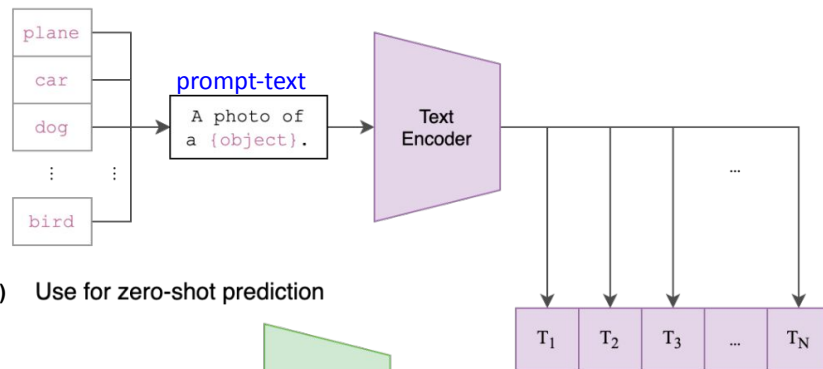 plane
car
dog
⋮ ⋮
bird
prompt-text
A photo of
a {object}.
Text
Encoder
...
) Use for zero-shot prediction
T1 T2 T3 ... TN